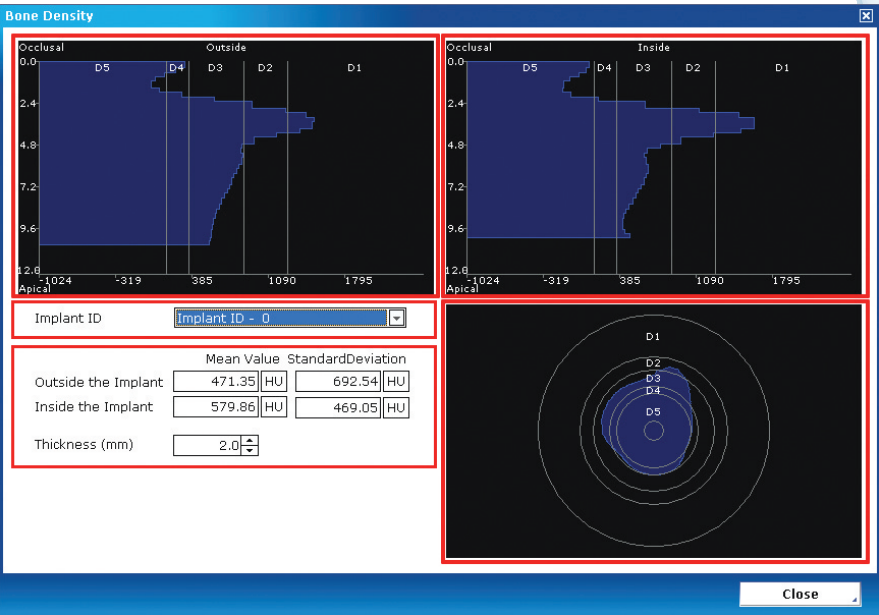 Bone Density
Occlusal Outside
0.0 D5 D4 D3 D2 D1
2.4
4.8
7.2
9.6
12.0
-1024 -319 385 1090 1795
Apical
Occlusal Inside
0.0 D5 D4 D3 D2 D1
2.4
4.8
7.2
9.6
12.0
-1024 -319 385 1090 1795
Apical
Implant ID Implant ID - 0
Mean Value StandardDeviation
Outside the Implant 471.35 HU 692.54 HU
Inside the Implant 579.86 HU 469.05 HU
Thickness (mm) 2.0
D1
D2
D3
D4
D5
Close